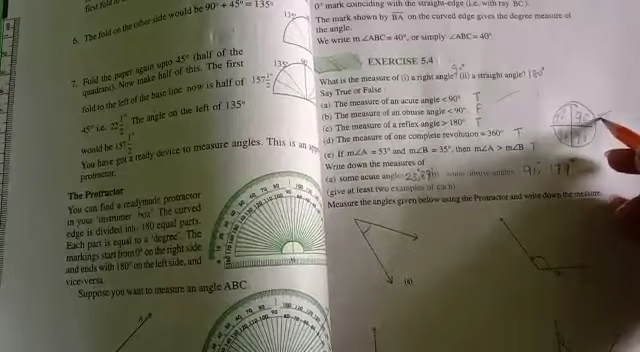 first fold to
6. The fold on the other side would be 90° + 45° = 135°
135°
7. Fold the paper again upto 45° (half of the
quadrant). Now make half of this. The first
fold to the left of the base line now is half of
45° i.e. 22½°. The angle on the left of 135°
would be 157½°
135°
157½°
You have got a ready device to measure angles. This is an
protractor.
The Protractor
You can find a readymade protractor
in your 'instrument box'. The curved
edge is divided into 180 equal parts.
Each part is equal to a 'degree'. The
markings start from 0° on the right side
and ends with 180° on the left side, and
vice-versa.
Suppose you want to measure an angle ABC
0° mark coinciding with the straight-edge (i.e. with ray BC).
The mark shown by BA on the curved edge gives the degree measure of
the angle.
We write m ∠ABC = 40°, or simply ∠ABC = 40°.
EXERCISE 5.4
What is the measure of (i) a right angle? 90° (ii) a straight angle? 180°
Say True or False
(a) The measure of an acute angle < 90° T
(b) The measure of an obtuse angle < 90° F
(c) The measure of a reflex angle > 180° T
(d) The measure of one complete revolution = 360° T
(e) If m∠A = 53° and m∠B = 35°, then m∠A > m∠B T
Write down the measures of
(a) some acute angles some obtuse angles
(give at least two examples of each)
Measure the angles given below using the Protractor and write down the measure.
(a)